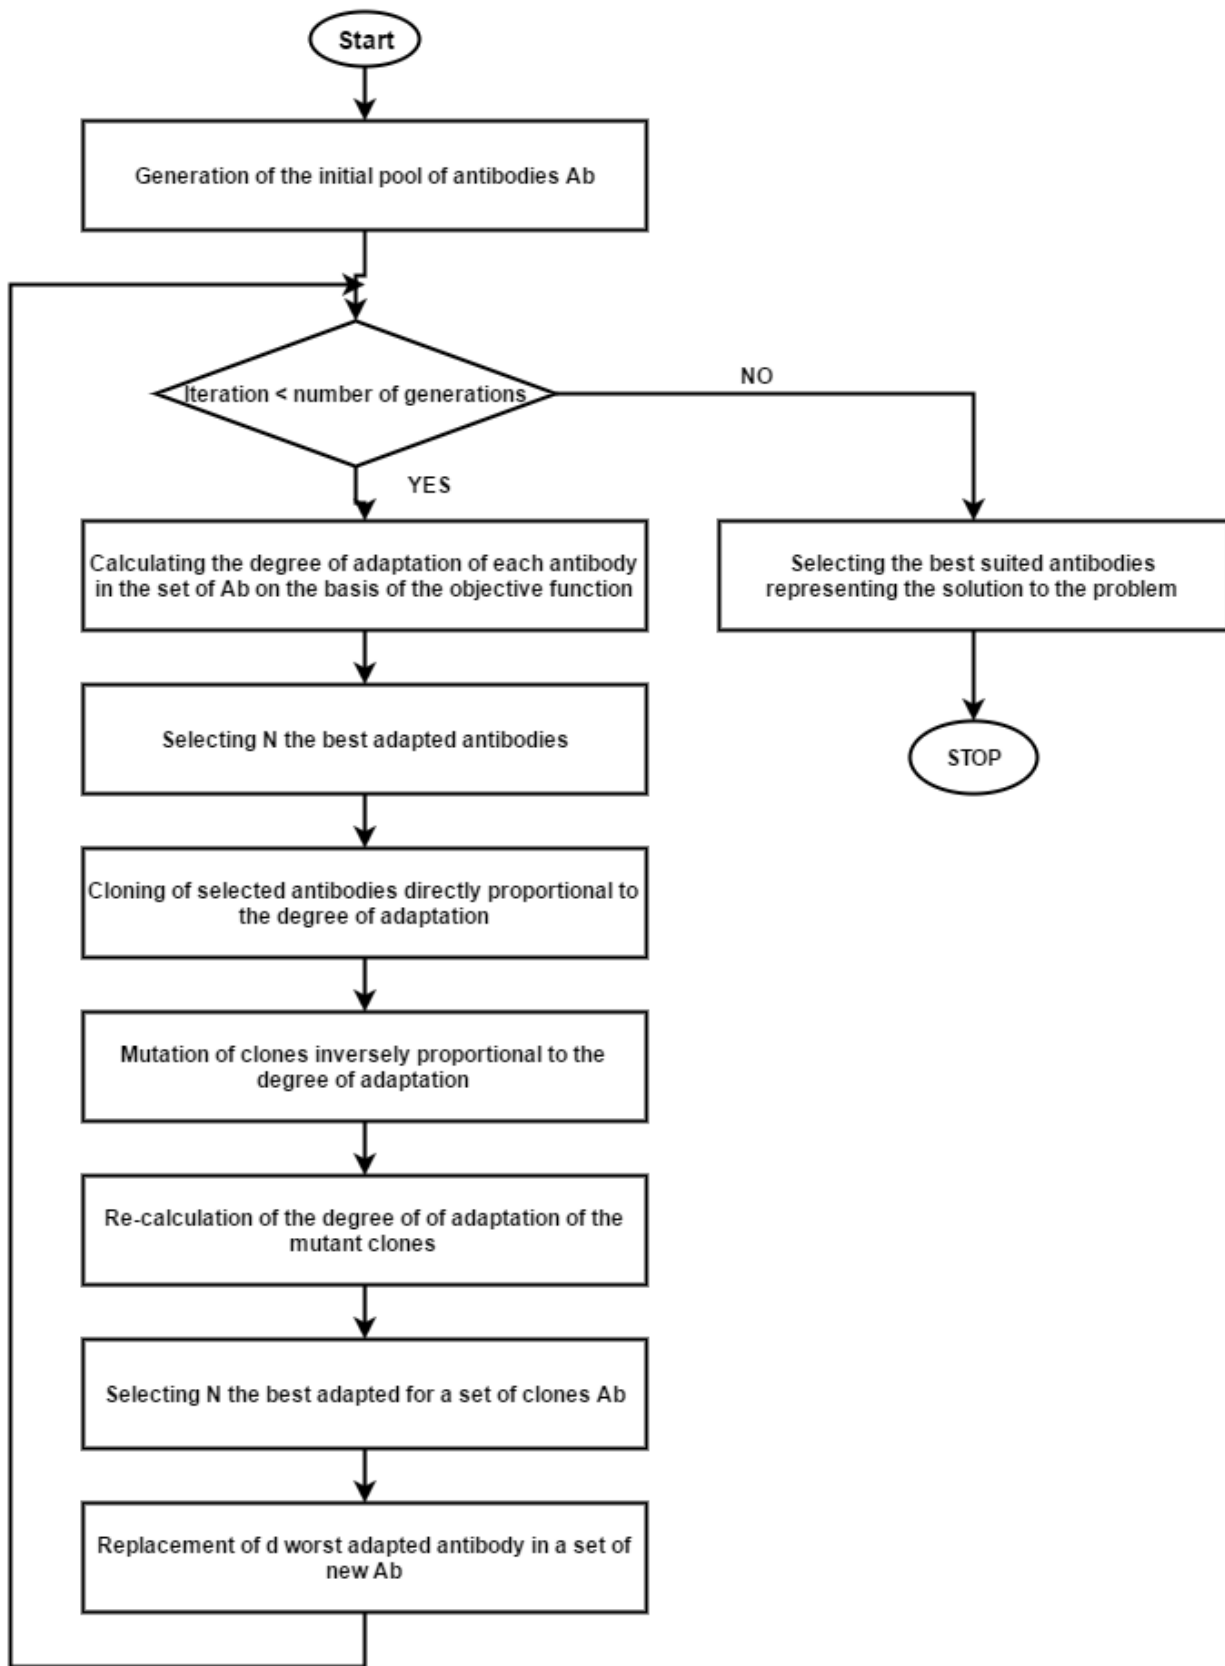 Start
Generation of the initial pool of antibodies Ab
Iteration < number of generations
NO
YES
Calculating the degree of adaptation of each antibody
in the set of Ab on the basis of the objective function
Selecting the best suited antibodies
representing the solution to the problem
Selecting N the best adapted antibodies
STOP
Cloning of selected antibodies directly proportional to
the degree of adaptation
Mutation of clones inversely proportional to the
degree of adaptation
Re-calculation of the degree of of adaptation of the
mutant clones
Selecting N the best adapted for a set of clones Ab
Replacement of d worst adapted antibody in a set of
new Ab